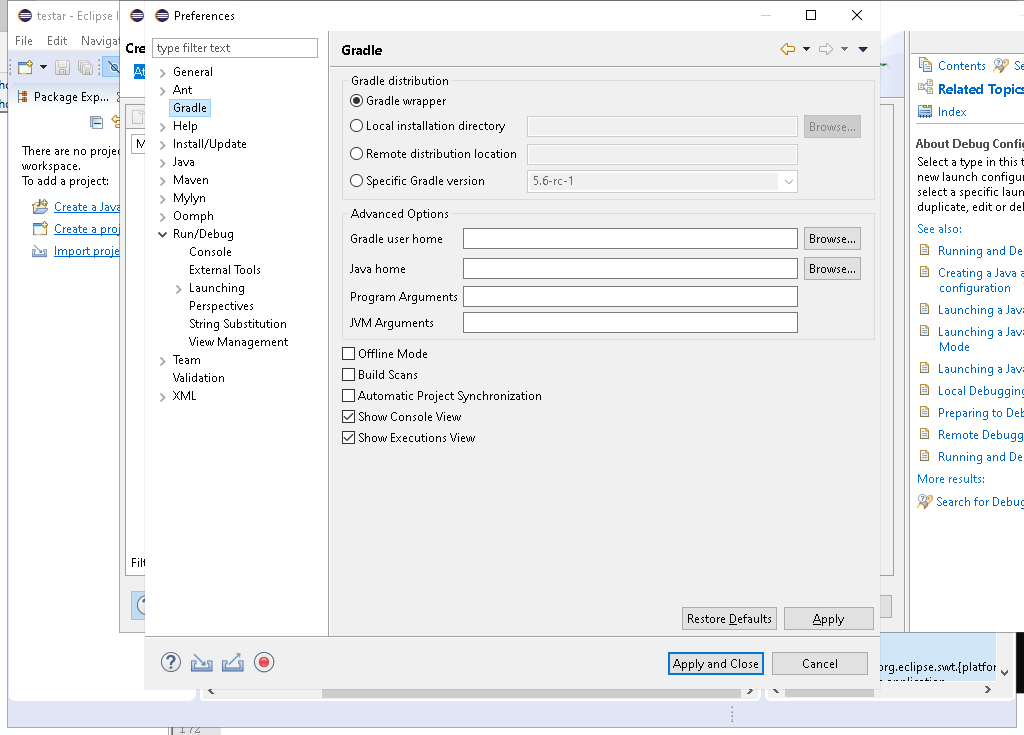 testar - Eclipse I
File Edit Navigat
Package Exp...
There are no projec
workspace.
To add a project:
Create a Java
Create a proj
Import proje
Cre
At
M
Filt
Preferences
type filter text
General
Ant
Gradle
Help
Install/Update
Java
Maven
Mylyn
Oomph
Run/Debug
Console
External Tools
Launching
Perspectives
String Substitution
View Management
Team
Validation
XML
Gradle
Gradle distribution
Gradle wrapper
Local installation directory Browse...
Remote distribution location
Specific Gradle version 5.6-rc-1
Advanced Options
Gradle user home Browse...
Java home Browse...
Program Arguments
JVM Arguments
Offline Mode
Build Scans
Automatic Project Synchronization
Show Console View
Show Executions View
Restore Defaults Apply
Apply and Close Cancel
Contents Se
Related Topics
Index
About Debug Config
Select a type in this t
new launch configur
select a specific laun
duplicate, edit or del
See also:
Running and De
Creating a Java a
configuration
Launching a Java
Launching a Java
Mode
Launching a Java
Local Debugging
Preparing to Deb
Remote Debugg
Running and De
More results:
Search for Debug
org.eclipse.swt.{platfor
application
172